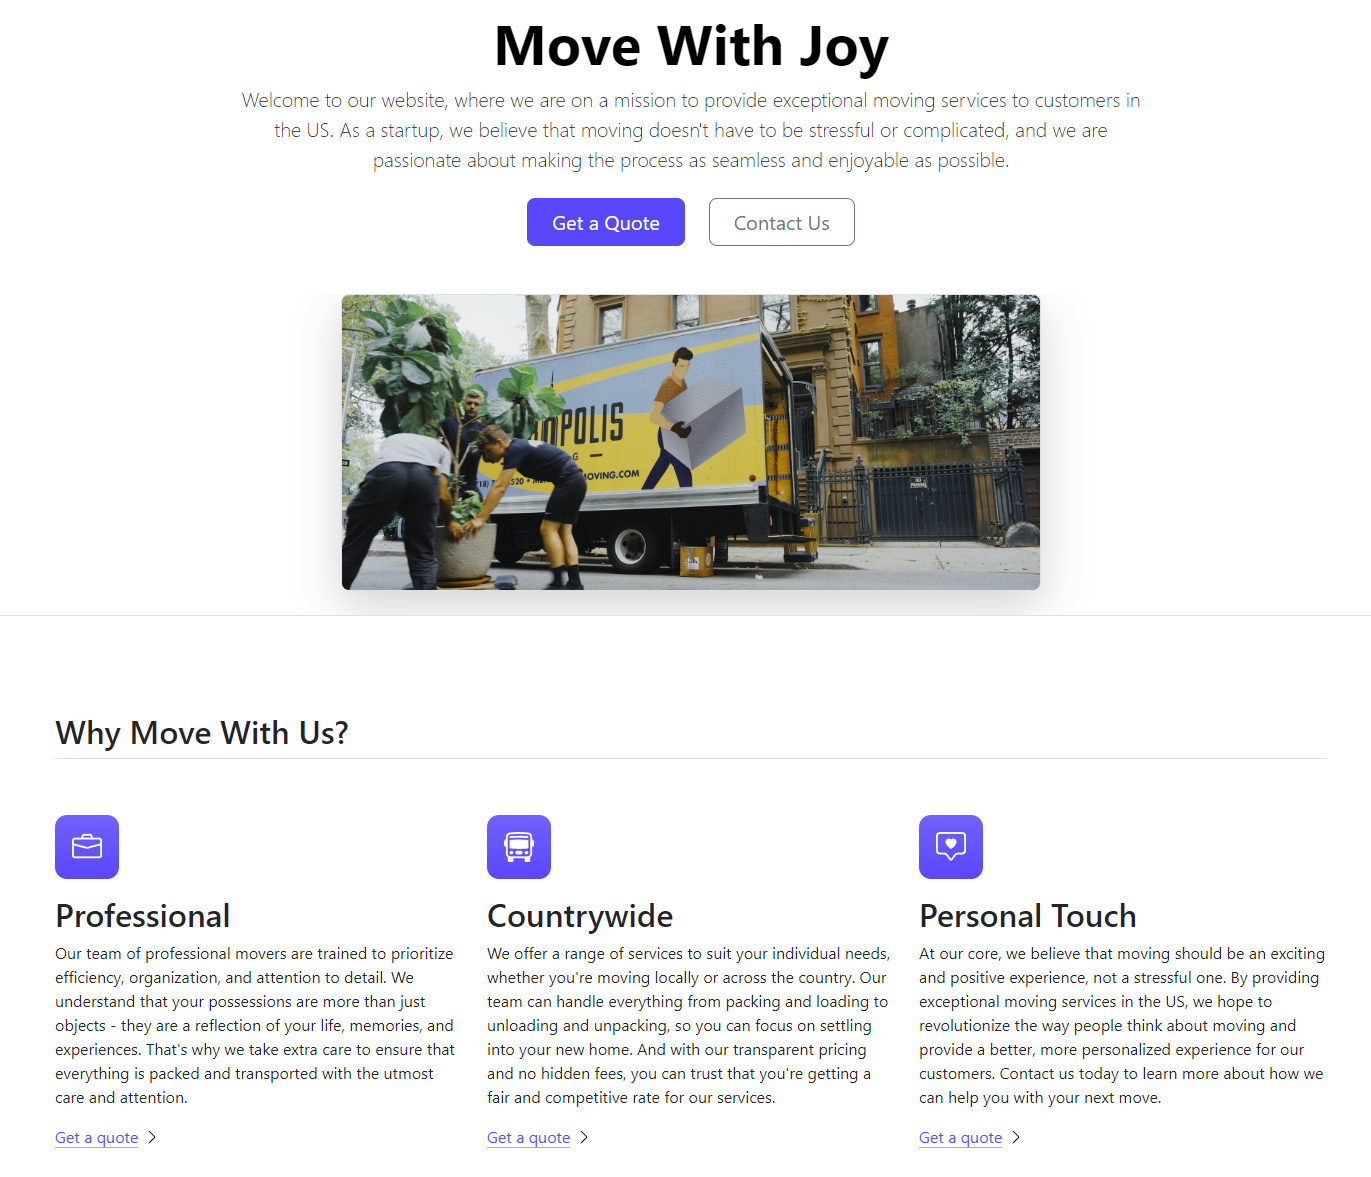 Move With Joy
Welcome to our website, where we are on a mission to provide exceptional moving services to customers in
the US. As a startup, we believe that moving doesn't have to be stressful or complicated, and we are
passionate about making the process as seamless and enjoyable as possible.
Get a Quote
Contact Us
POLIS
MOVING.COM
NO
PARKING
Why Move With Us?
Professional
Our team of professional movers are trained to prioritize
efficiency, organization, and attention to detail. We
understand that your possessions are more than just
objects - they are a reflection of your life, memories, and
experiences. That's why we take extra care to ensure that
everything is packed and transported with the utmost
care and attention.
Get a quote
Countrywide
We offer a range of services to suit your individual needs,
whether you're moving locally or across the country. Our
team can handle everything from packing and loading to
unloading and unpacking, so you can focus on settling
into your new home. And with our transparent pricing
and no hidden fees, you can trust that you're getting a
fair and competitive rate for our services.
Get a quote
Personal Touch
At our core, we believe that moving should be an exciting
and positive experience, not a stressful one. By providing
exceptional moving services in the US, we hope to
revolutionize the way people think about moving and
provide a better, more personalized experience for our
customers. Contact us today to learn more about how we
can help you with your next move.
Get a quote